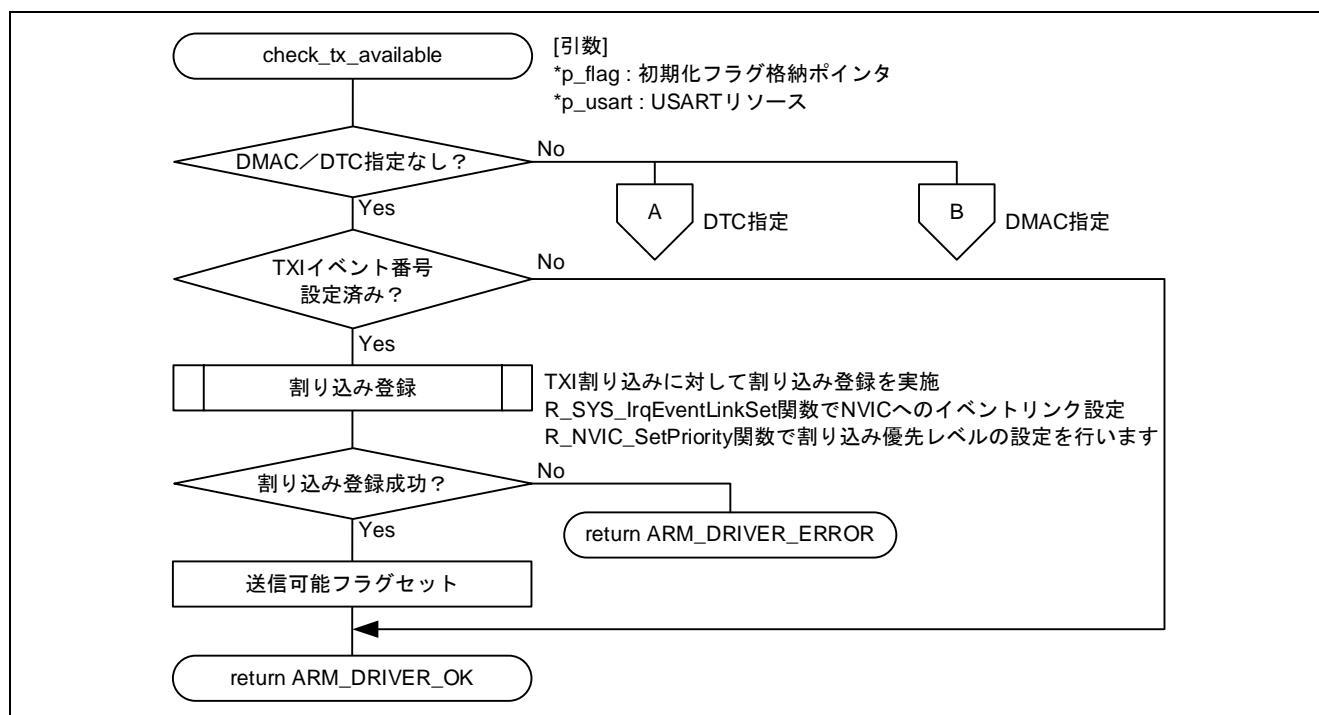 check_tx_available
[引数]
*p_flag : 初期化フラグ格納ポインタ
*p_usart : USARTリソース
DMAC／DTC指定なし？
No
Yes
A
DTC指定
B
DMAC指定
TXIイベント番号
設定済み？
No
Yes
割り込み登録
TXI割り込みに対して割り込み登録を実施
R_SYS_IrqEventLinkSet関数でNVICへのイベントリンク設定
R_NVIC_SetPriority関数で割り込み優先レベルの設定を行います
割り込み登録成功？
No
Yes
return ARM_DRIVER_ERROR
送信可能フラグセット
return ARM_DRIVER_OK